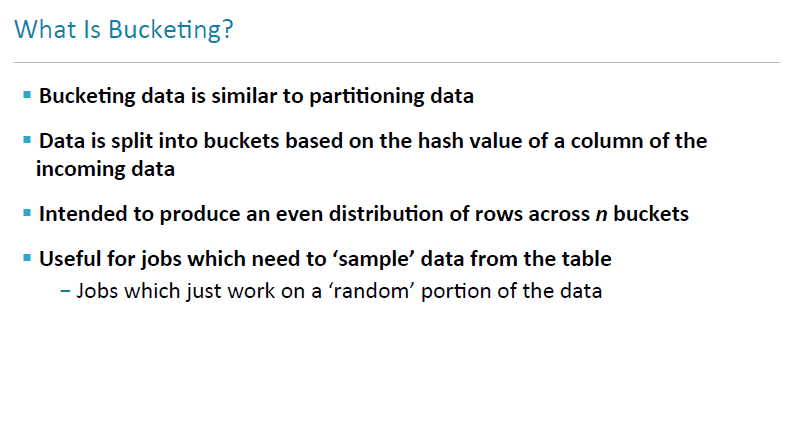 What Is Bucketing?
▪ Bucketing data is similar to partitioning data
▪ Data is split into buckets based on the hash value of a column of the
incoming data
▪ Intended to produce an even distribution of rows across n buckets
▪ Useful for jobs which need to ‘sample’ data from the table
– Jobs which just work on a ‘random’ portion of the data